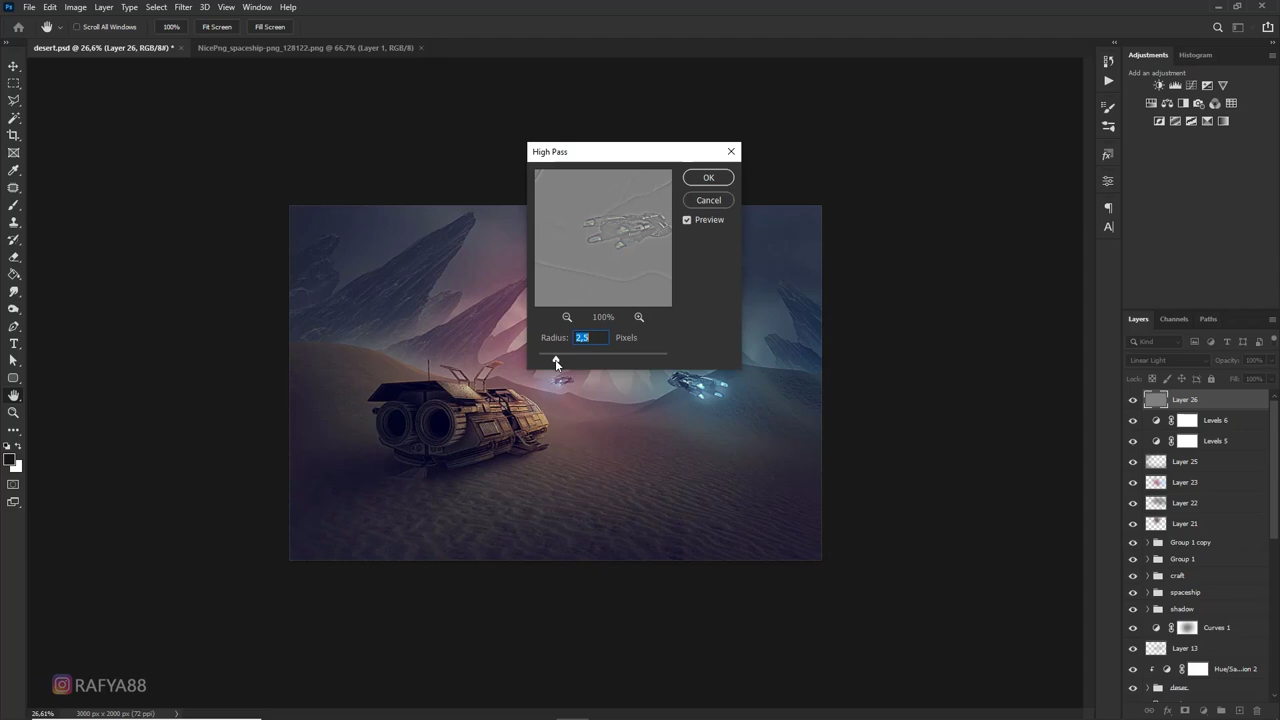 Ps File Edit Image Layer Type Select Filter 3D View Window Help
Scroll All Windows 100% Fit Screen Fill Screen
desert.psd @ 26,6% (Layer 26, RGB/8#) * × NicePng_spaceship-png_128122.png @ 66,7% (Layer 1, RGB/8) ×
Adjustments Histogram
Add an adjustment
High Pass
OK
Cancel
Preview
100%
Radius: 2,5 Pixels
Layers Channels Paths
Kind
Linear Light Opacity: 100%
Lock: Fill: 100%
Layer 26
Levels 6
Levels 5
Layer 25
Layer 23
Layer 22
Layer 21
Group 1 copy
Group 1
craft
spaceship
shadow
Curves 1
Layer 13
Hue/Sa...ion 2
desec
RAFYA88
26,61% 3000 px x 2000 px (72 ppi)